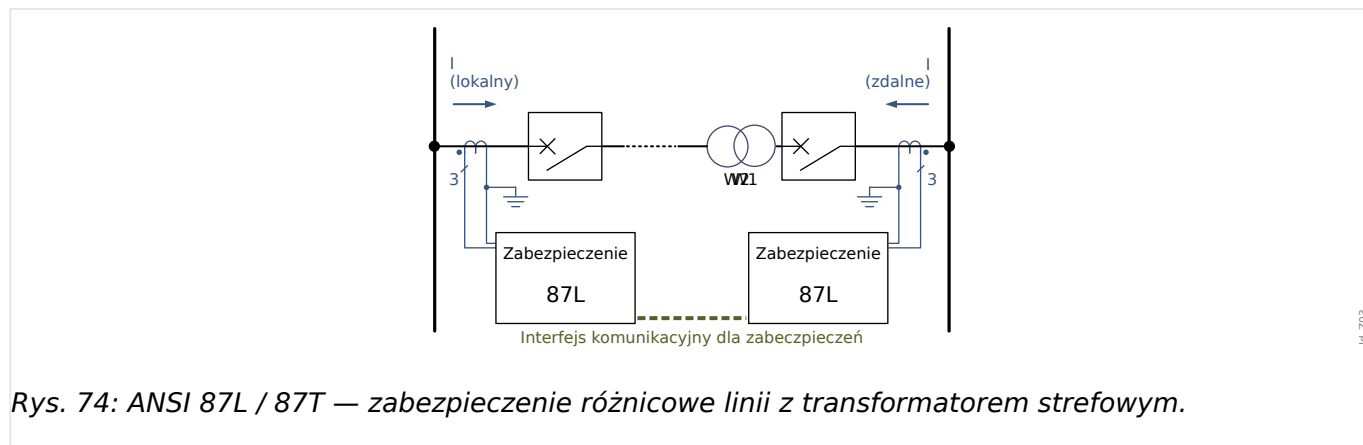 I
(lokalny)
I
(zdalne)
3
W2
W1
3
Zabezpieczenie
87L
Zabezpieczenie
87L
Interfejs komunikacyjny dla zabeczpieczeń
Rys. 74: ANSI 87L / 87T — zabezpieczenie różnicowe linii z transformatorem strefowym.